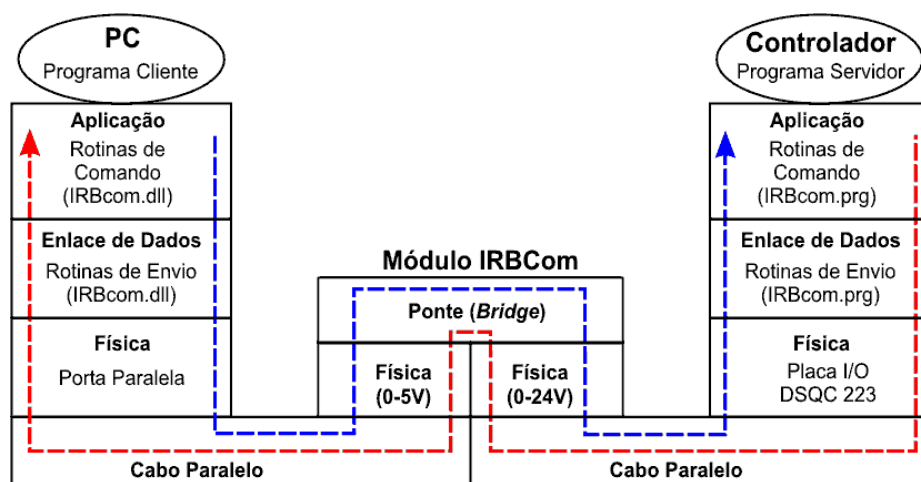 PC
Programa Cliente
Aplicação
Rotinas de
Comando
(IRBcom.dll)
Enlace de Dados
Rotinas de Envio
(IRBcom.dll)
Física
Porta Paralela
Módulo IRBCom
Ponte (Bridge)
Física
(0-5V)
Física
(0-24V)
Controlador
Programa Servidor
Aplicação
Rotinas de
Comando
(IRBcom.prg)
Enlace de Dados
Rotinas de Envio
(IRBcom.prg)
Física
Placa I/O
DSQC 223
Cabo Paralelo
Cabo Paralelo